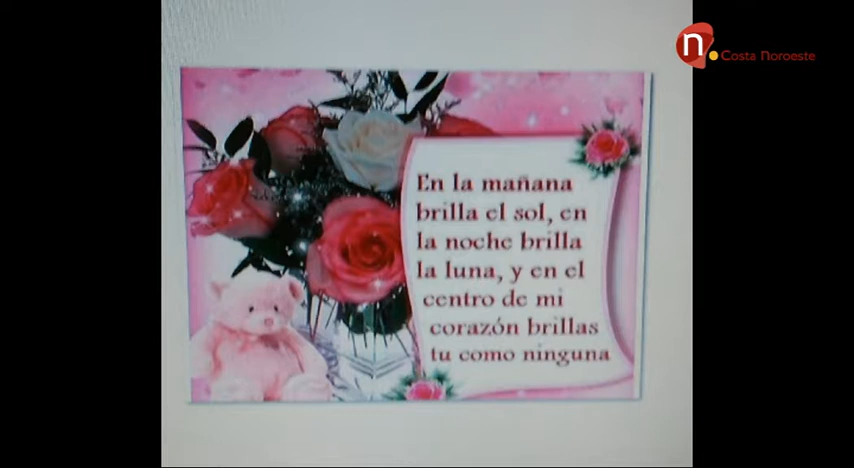 n.
Costa Noroeste
En la mañana
brilla el sol, en
la noche brilla
la luna, y en el
centro de mi
corazón brillas
tu como ninguna